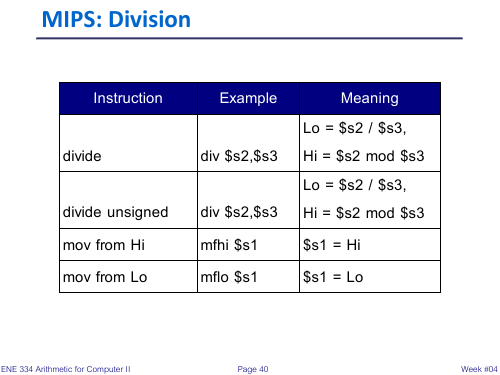 MIPS: Division
Instruction Example Meaning
Lo = $s2 / $s3,
divide div $s2,$s3 Hi = $s2 mod $s3
Lo = $s2 / $s3,
divide unsigned div $s2,$s3 Hi = $s2 mod $s3
mov from Hi mfhi $s1 $s1 = Hi
mov from Lo mflo $s1 $s1 = Lo
ENE 334 Arithmetic for Computer II Page 40 Week #04